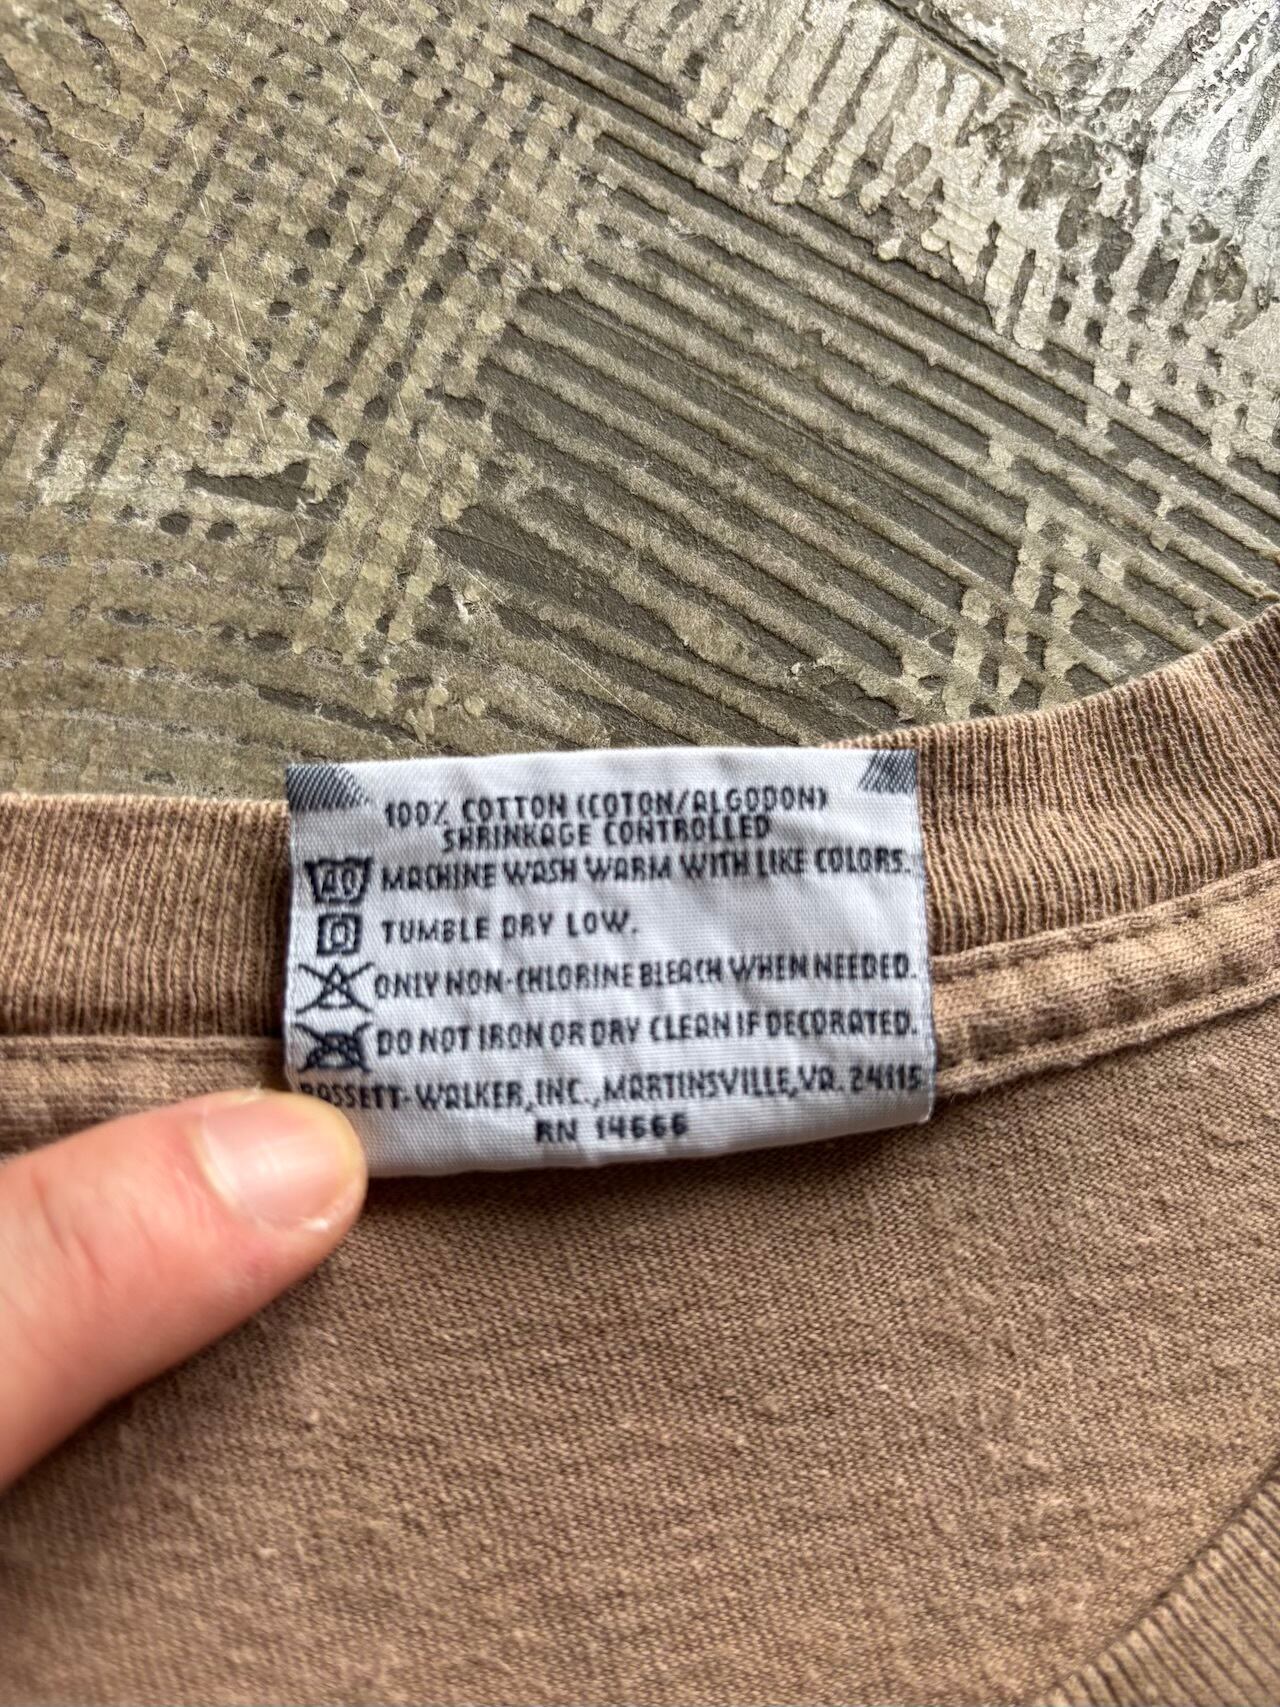 100% COTTON (COTON/ALGODON)
SHRINKAGE CONTROLLED
40 MACHINE WASH WARM WITH LIKE COLORS.
TUMBLE DRY LOW.
ONLY NON-CHLORINE BLEACH WHEN NEEDED.
DO NOT IRON OR DRY CLEAN IF DECORATED.
BASSETT-WALKER, INC., MARTINSVILLE, VA. 24115
RN 14666